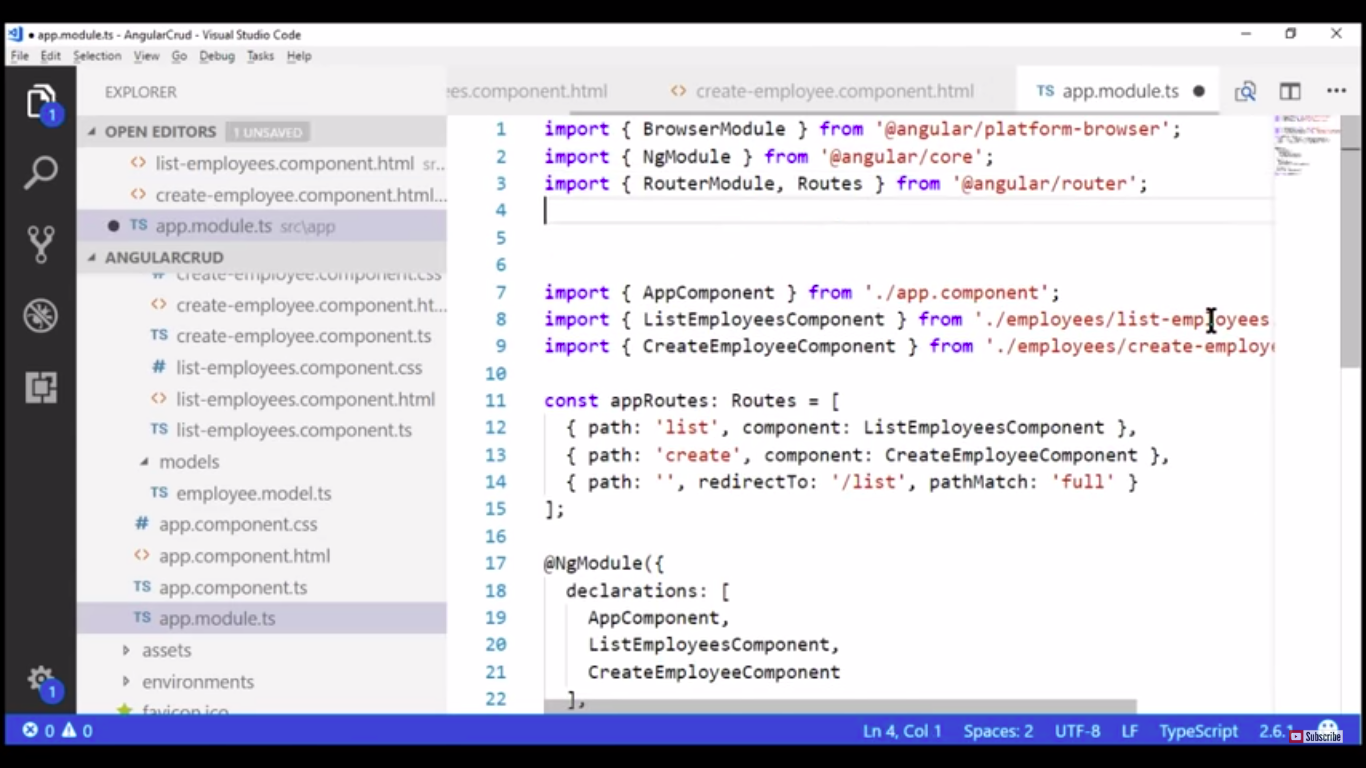 app.module.ts - AngularCrud - Visual Studio Code
File Edit Selection View Go Debug Tasks Help
EXPLORER
OPEN EDITORS 1 UNSAVED
list-employees.component.html sr...
create-employee.component.html...
TS app.module.ts src\app
ANGULARCRUD
# create-employee.component.css
create-employee.component.ht...
TS create-employee.component.ts
# list-employees.component.css
<> list-employees.component.html
TS list-employees.component.ts
models
TS employee.model.ts
# app.component.css
<> app.component.html
TS app.component.ts
TS app.module.ts
assets
environments
favicon.ico
1
1
ees.component.html <> create-employee.component.html TS app.module.ts ...
1 import { BrowserModule } from '@angular/platform-browser';
2 import { NgModule } from '@angular/core';
3 import { RouterModule, Routes } from '@angular/router';
4
5
6
7 import { AppComponent } from './app.component';
8 import { ListEmployeesComponent } from './employees/list-employees.
9 import { CreateEmployeeComponent } from './employees/create-employe
10
11 const appRoutes: Routes = [
12 { path: 'list', component: ListEmployeesComponent },
13 { path: 'create', component: CreateEmployeeComponent },
14 { path: '', redirectTo: '/list', pathMatch: 'full' }
15 ];
16
17 @NgModule({
18 declarations: [
19 AppComponent,
20 ListEmployeesComponent,
21 CreateEmployeeComponent
22 ],
0 0 Ln 4, Col 1 Spaces: 2 UTF-8 LF TypeScript 2.6.
Subscribe